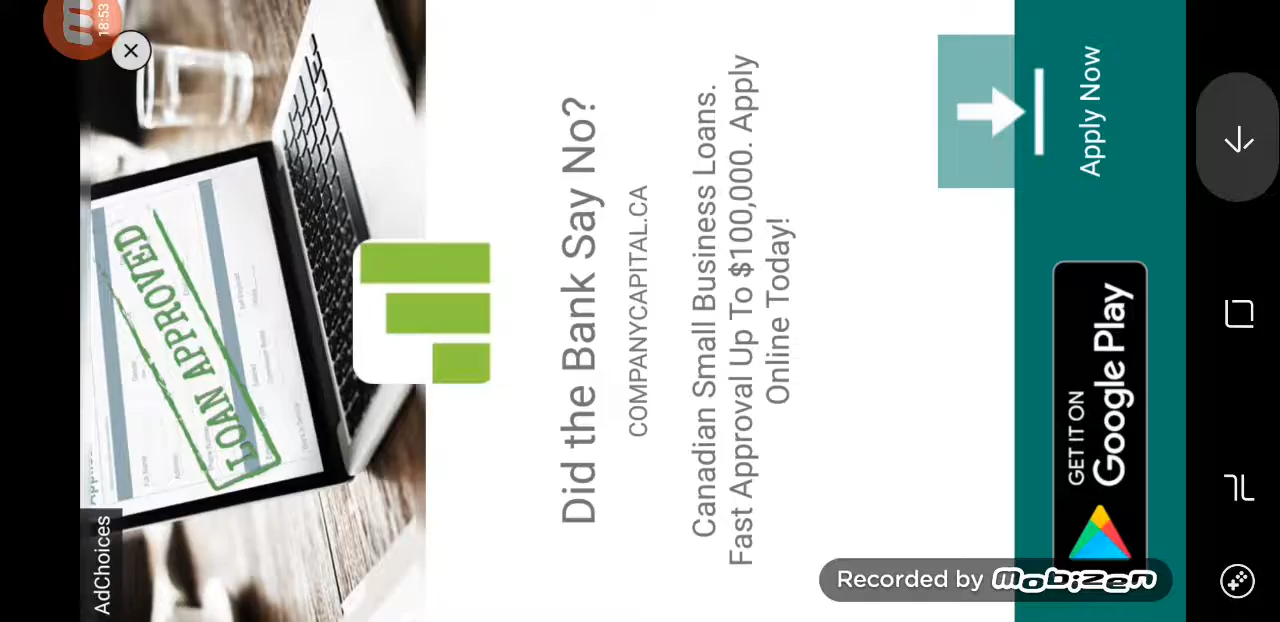 18:53
LOAN APPROVED
AdChoices
Did the Bank Say No?
COMPANYCAPITAL.CA
Canadian Small Business Loans.
Fast Approval Up To $100,000. Apply
Online Today!
Apply Now
GET IT ON
Google Play
Recorded by mobizen